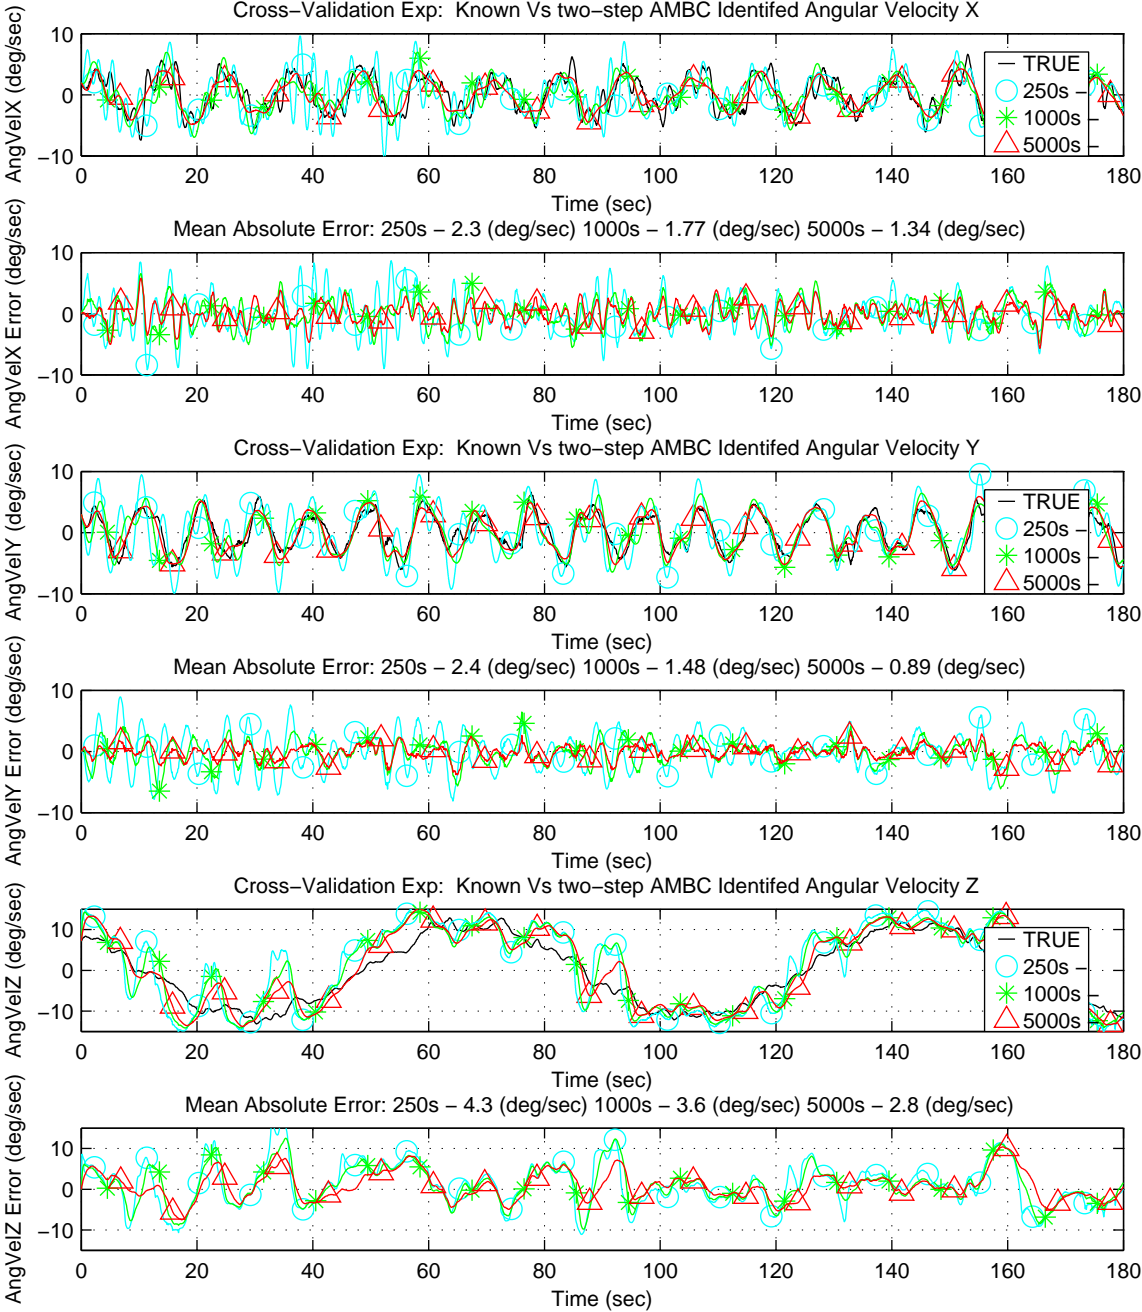 Cross−Validation Exp: Known Vs two−step AMBC Identifed Angular Velocity X
AngVelX (deg/sec)
10
0
−10
TRUE
250s −
1000s −
5000s −
0 20 40 60 80 100 120 140 160 180
Time (sec)
Mean Absolute Error: 250s − 2.3 (deg/sec) 1000s − 1.77 (deg/sec) 5000s − 1.34 (deg/sec)
AngVelX Error (deg/sec)
10
0
−10
0 20 40 60 80 100 120 140 160 180
Time (sec)
Cross−Validation Exp: Known Vs two−step AMBC Identifed Angular Velocity Y
AngVelY (deg/sec)
10
0
−10
TRUE
250s −
1000s −
5000s −
0 20 40 60 80 100 120 140 160 180
Time (sec)
Mean Absolute Error: 250s − 2.4 (deg/sec) 1000s − 1.48 (deg/sec) 5000s − 0.89 (deg/sec)
AngVelY Error (deg/sec)
10
0
−10
0 20 40 60 80 100 120 140 160 180
Time (sec)
Cross−Validation Exp: Known Vs two−step AMBC Identifed Angular Velocity Z
AngVelZ (deg/sec)
10
0
−10
TRUE
250s −
1000s −
5000s −
0 20 40 60 80 100 120 140 160 180
Time (sec)
Mean Absolute Error: 250s − 4.3 (deg/sec) 1000s − 3.6 (deg/sec) 5000s − 2.8 (deg/sec)
AngVelZ Error (deg/sec)
10
0
−10
0 20 40 60 80 100 120 140 160 180
Time (sec)